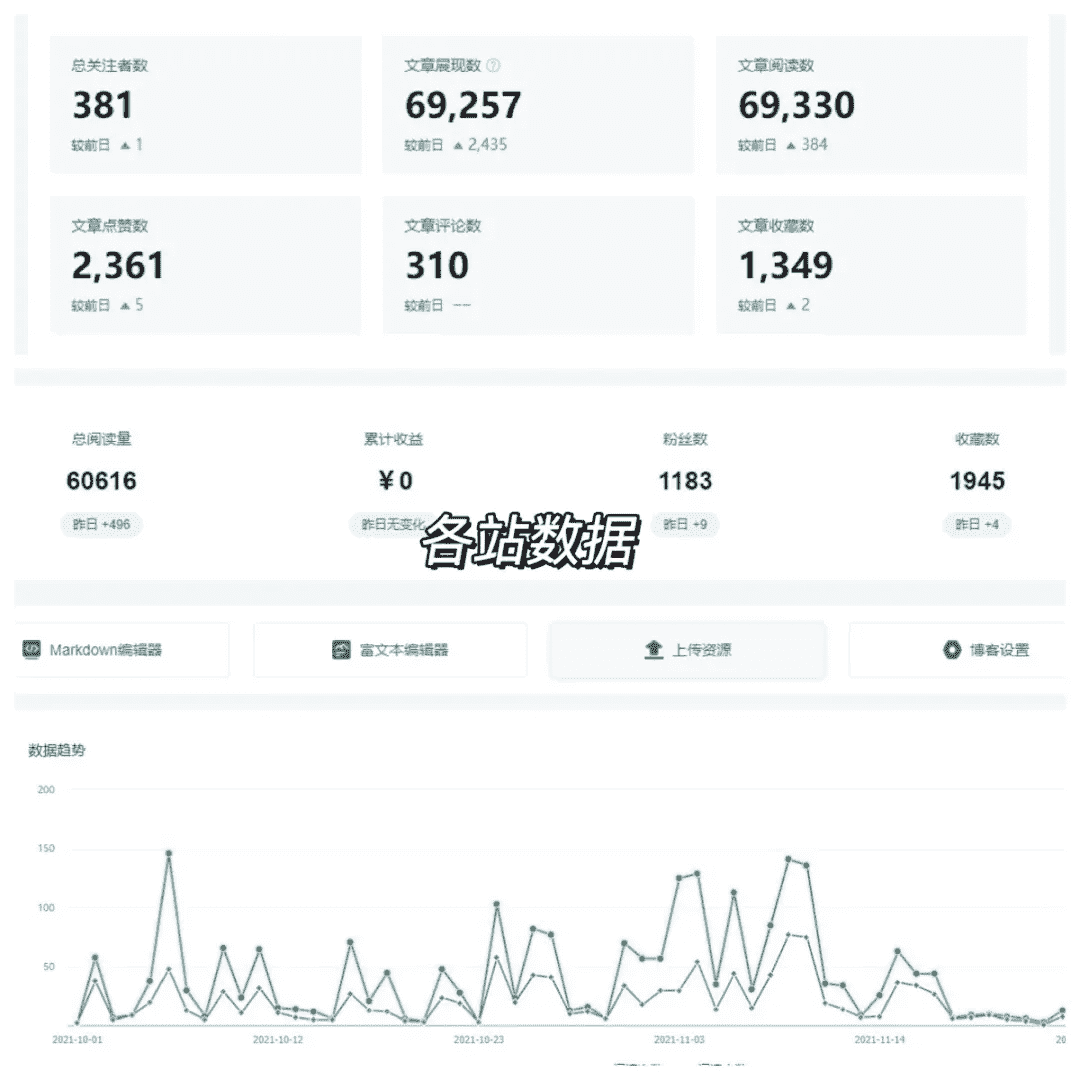 总关注者数 文章展现数 ? 文章阅读数
381 69,257 69,330
较前日 ▲ 1 较前日 ▲ 2,435 较前日 ▲ 384
文章点赞数 文章评论数 文章收藏数
2,361 310 1,349
较前日 ▲ 5 较前日 -- 较前日 ▲ 2
总阅读量 累计收益 粉丝数 收藏数
60616 ¥0 1183 1945
昨日 +496 昨日无变化 昨日 +9 昨日 +4
各站数据
Markdown编辑器 富文本编辑器 上传资源 博客设置
数据趋势
200
150
100
50
2021-10-01 2021-10-12 2021-10-23 2021-11-03 2021-11-14 20